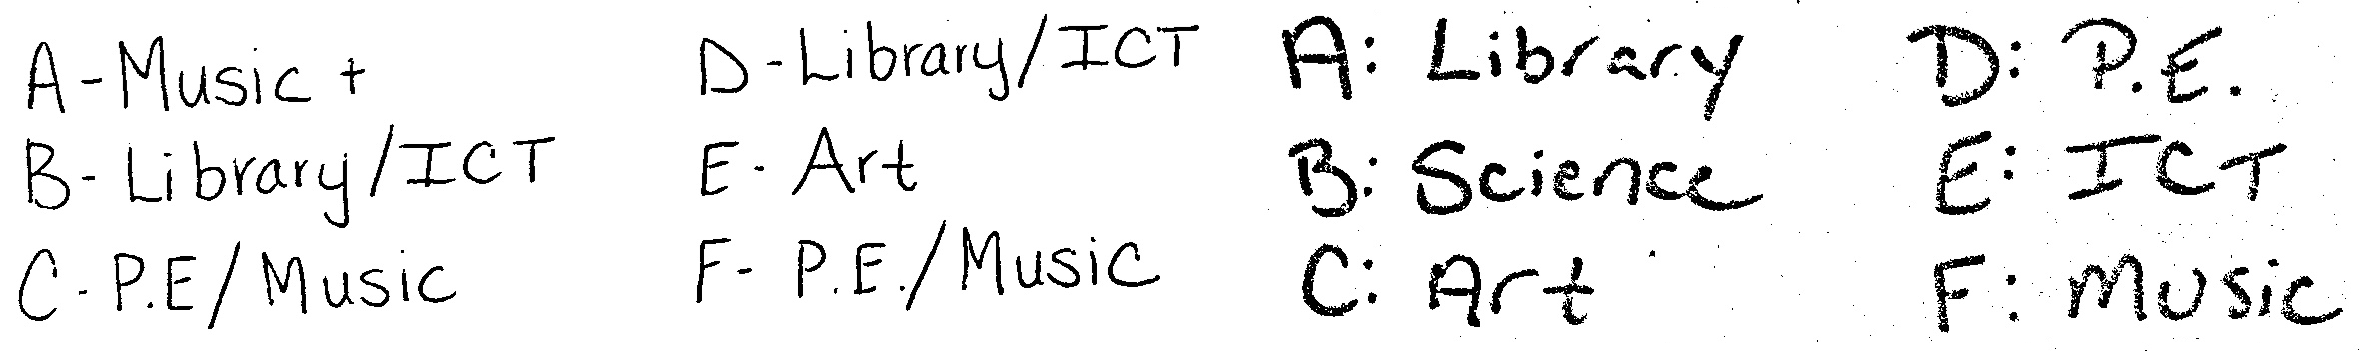 A - Music +
B - Library/ICT
C - P.E/Music
D - Library/ICT
E - Art
F - P.E./Music
A: Library
B: Science
C: Art
D: P.E.
E: ICT
F: Music